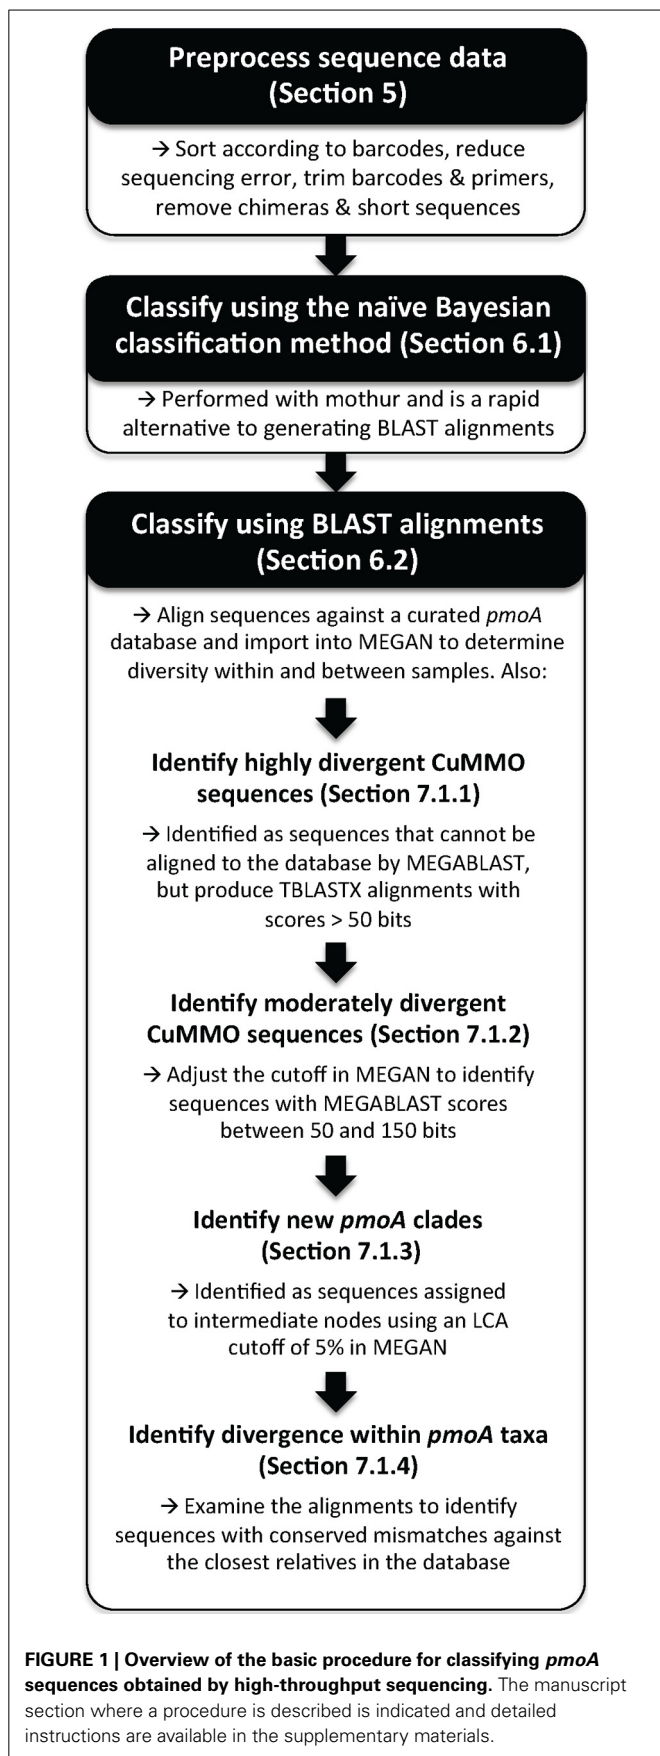 Preprocess sequence data
(Section 5)
→ Sort according to barcodes, reduce
sequencing error, trim barcodes & primers,
remove chimeras & short sequences
Classify using the naïve Bayesian
classification method (Section 6.1)
→ Performed with mothur and is a rapid
alternative to generating BLAST alignments
Classify using BLAST alignments
(Section 6.2)
→ Align sequences against a curated pmoA
database and import into MEGAN to determine
diversity within and between samples. Also:
Identify highly divergent CuMMO
sequences (Section 7.1.1)
→ Identified as sequences that cannot be
aligned to the database by MEGABLAST,
but produce TBLASTX alignments with
scores > 50 bits
Identify moderately divergent
CuMMO sequences (Section 7.1.2)
→ Adjust the cutoff in MEGAN to identify
sequences with MEGABLAST scores
between 50 and 150 bits
Identify new pmoA clades
(Section 7.1.3)
→ Identified as sequences assigned
to intermediate nodes using an LCA
cutoff of 5% in MEGAN
Identify divergence within pmoA taxa
(Section 7.1.4)
→ Examine the alignments to identify
sequences with conserved mismatches against
the closest relatives in the database
FIGURE 1 | Overview of the basic procedure for classifying pmoA
sequences obtained by high-throughput sequencing. The manuscript
section where a procedure is described is indicated and detailed
instructions are available in the supplementary materials.